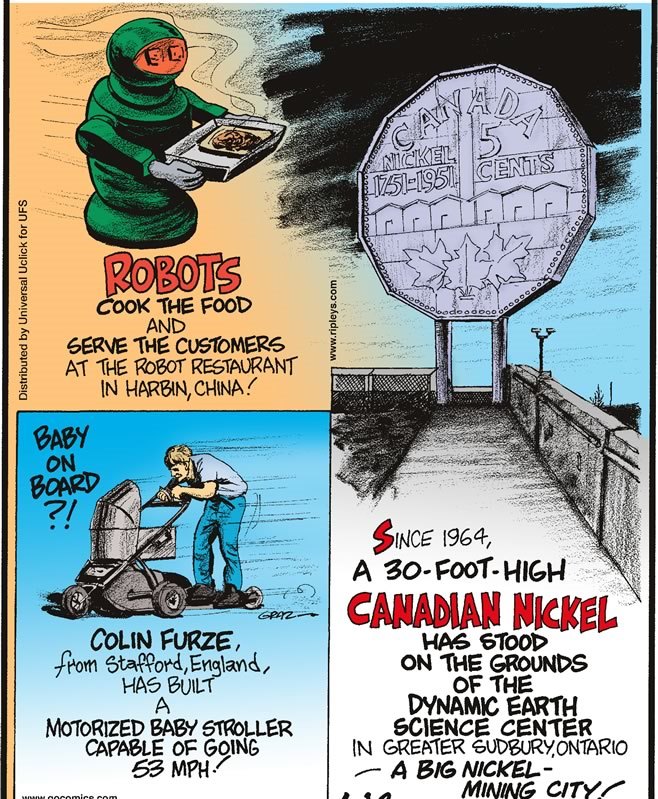 Distributed by Universal Uclick for UFS
ROBOTS
COOK THE FOOD
AND
SERVE THE CUSTOMERS
AT THE ROBOT RESTAURANT
IN HARBIN, CHINA!
www.ripleys.com
CANADA
5
NICKEL
CENTS
1751-1951
BABY
ON
BOARD
?!
GRAZ
COLIN FURZE,
from Stafford, England,
HAS BUILT
A
MOTORIZED BABY STROLLER
CAPABLE OF GOING
53 MPH!
www.gocomics.com
SINCE 1964,
A 30-FOOT-HIGH
CANADIAN NICKEL
HAS STOOD
ON THE GROUNDS
OF THE
DYNAMIC EARTH
SCIENCE CENTER
IN GREATER SUDBURY, ONTARIO
— A BIG NICKEL-
MINING CITY!